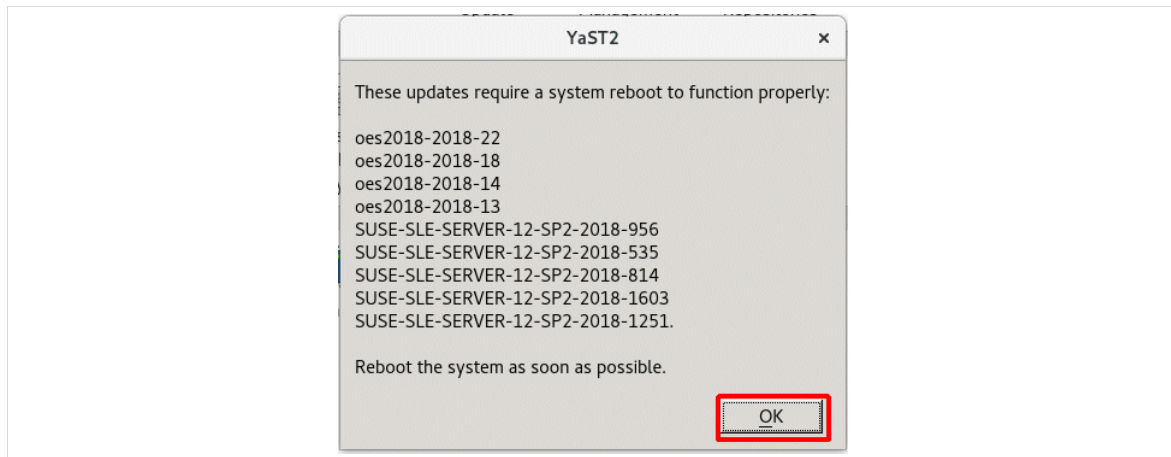 YaST2
×
These updates require a system reboot to function properly:
oes2018-2018-22
oes2018-2018-18
oes2018-2018-14
oes2018-2018-13
SUSE-SLE-SERVER-12-SP2-2018-956
SUSE-SLE-SERVER-12-SP2-2018-535
SUSE-SLE-SERVER-12-SP2-2018-814
SUSE-SLE-SERVER-12-SP2-2018-1603
SUSE-SLE-SERVER-12-SP2-2018-1251.
Reboot the system as soon as possible.
OK